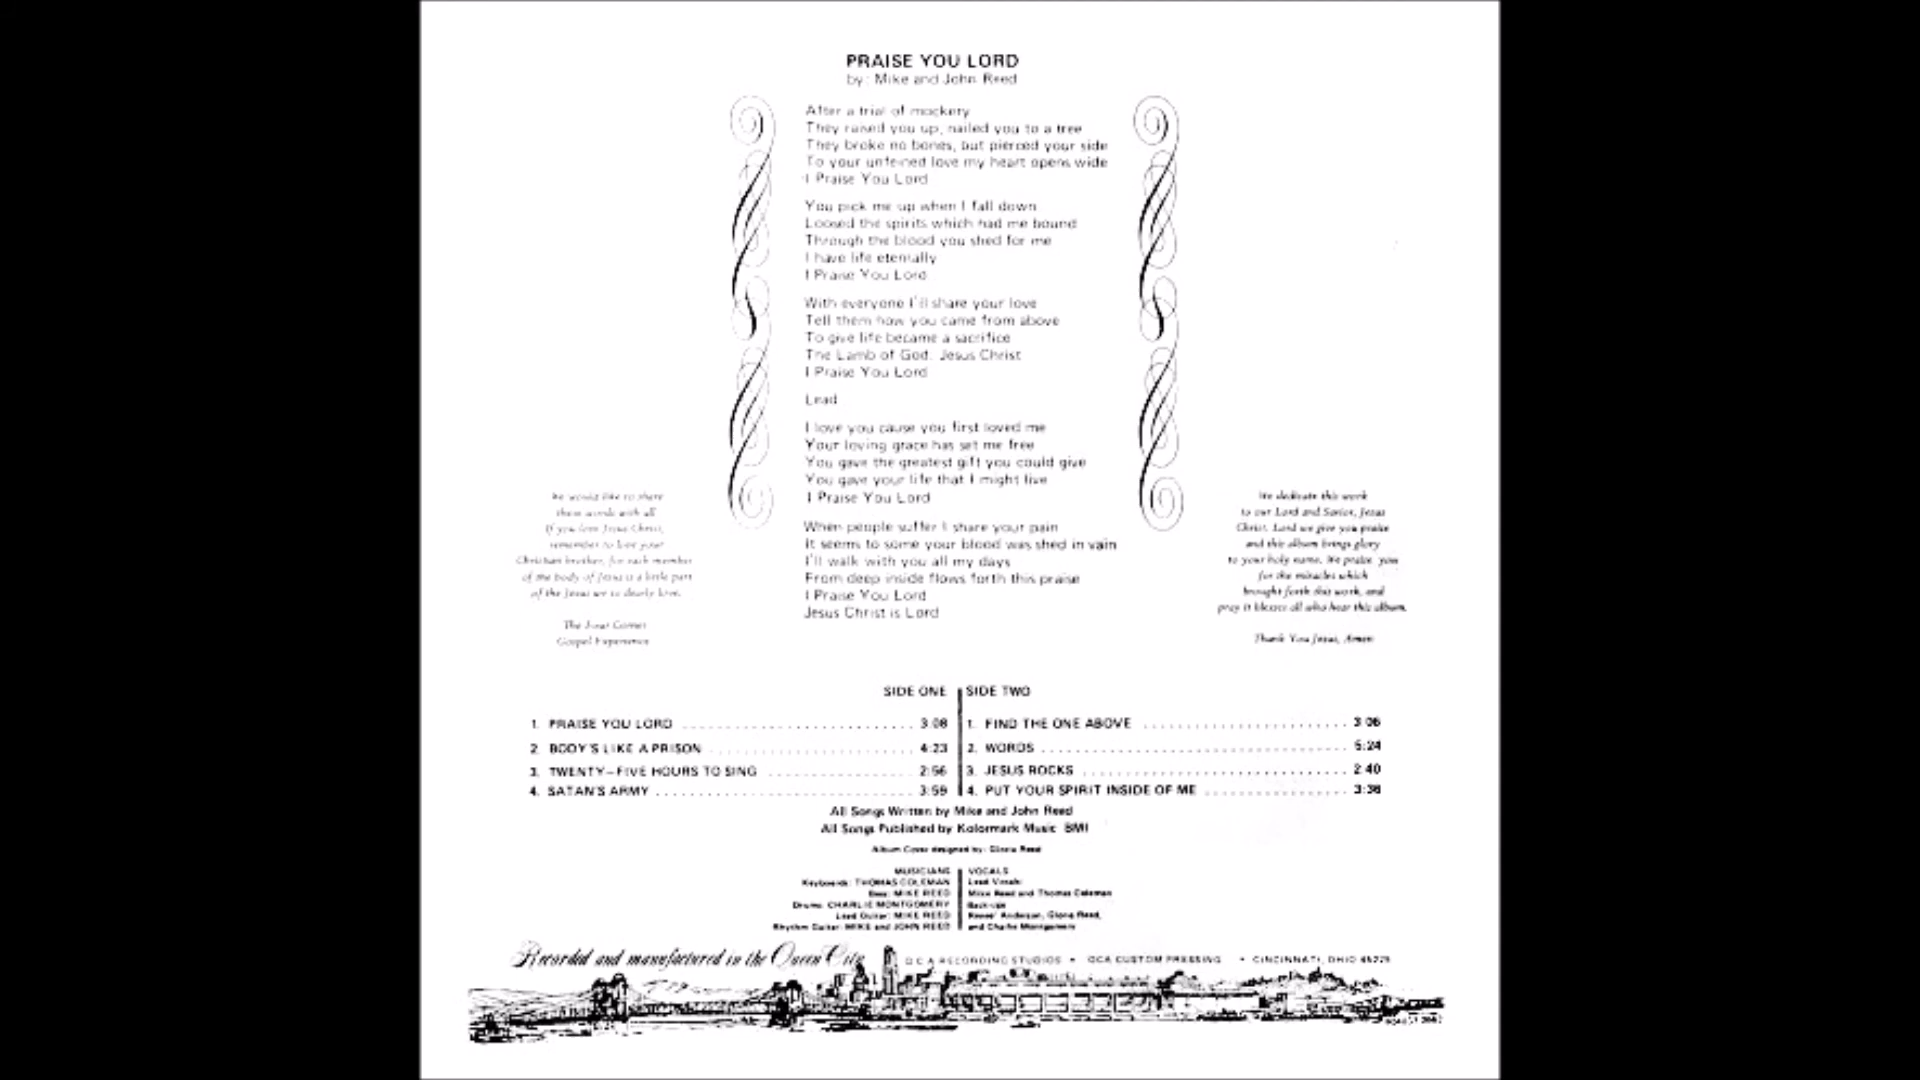 PRAISE YOU LORD
by: Mike and John Reed
After a trial of mockery
They raised you up, nailed you to a tree
They broke no bones, but pierced your side
To your unfeined love my heart opens wide
I Praise You Lord
You pick me up when I fall down
Loosed the spirits which had me bound
Through the blood you shed for me
I have life eternally
I Praise You Lord
With everyone I'll share your love
Tell them how you came from above
To give life became a sacrifice
The Lamb of God, Jesus Christ
I Praise You Lord
Lead
I love you cause you first loved me
Your loving grace has set me free
You gave the greatest gift you could give
You gave your life that I might live
I Praise You Lord
When people suffer I share your pain
It seems to some your blood was shed in vain
I'll walk with you all my days
From deep inside flows forth this praise
I Praise You Lord
Jesus Christ is Lord
We would like to share
these words with all
If you love Jesus Christ,
remember to love your
Christian brother, for each member
of the body of Jesus is a little part
of the Jesus we so dearly love.
The Four Corner
Gospel Experience
We dedicate this work
to our Lord and Savior, Jesus
Christ. Lord we give you praise
and this album brings glory
to your holy name. We praise you
for the miracles which
brought forth this work, and
pray it blesses all who hear this album.
Thank You Jesus, Amen
SIDE ONE
1. PRAISE YOU LORD 3:08
2. BODY'S LIKE A PRISON 4:23
3. TWENTY-FIVE HOURS TO SING 2:56
4. SATAN'S ARMY 3:59
SIDE TWO
1. FIND THE ONE ABOVE 3:06
2. WORDS 5:24
3. JESUS ROCKS 2:40
4. PUT YOUR SPIRIT INSIDE OF ME 3:36
All Songs Written by Mike and John Reed
All Songs Published by Kolormark Music BMI
Album Cover designed by: Gloria Reed
MUSICIANS
Keyboards: THOMAS COLEMAN
Bass: MIKE REED
Drums: CHARLIE MONTGOMERY
Lead Guitar: MIKE REED
Rhythm Guitar: MIKE and JOHN REED
VOCALS
Lead Vocals:
Mike Reed and Thomas Coleman
Back-ups
Renee' Anderson, Gloria Reed,
and Charlie Montgomery
Recorded and manufactured in the Queen City
QCA RECORDING STUDIOS • QCA CUSTOM PRESSING • CINCINNATI, OHIO 45225